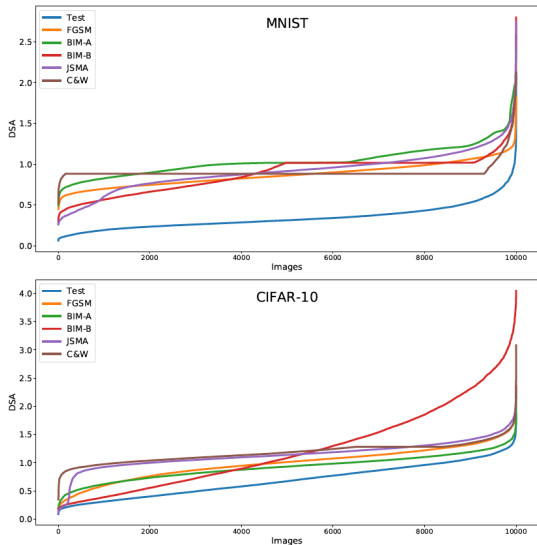 MNIST
Test
FGSM
BIM-A
BIM-B
JSMA
C&W
DSA
2.5
2.0
1.5
1.0
0.5
0.0
0
2000
4000
6000
8000
10000
Images
CIFAR-10
Test
FGSM
BIM-A
BIM-B
JSMA
C&W
DSA
4.0
3.5
3.0
2.5
2.0
1.5
1.0
0.5
0.0
0
2000
4000
6000
8000
10000
Images